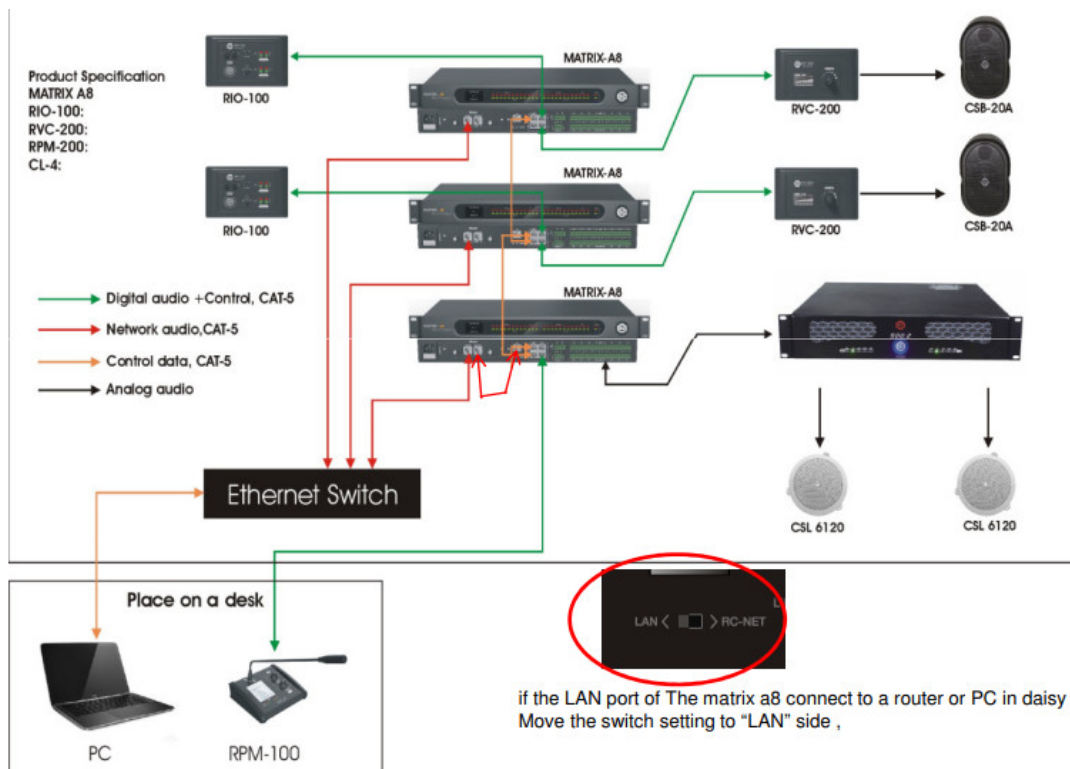 Product Specification
MATRIX A8
RIO-100:
RVC-200:
RPM-200:
CL-4:
RIO-100
MATRIX-A8
RVC-200
CSB-20A
RIO-100
MATRIX-A8
RVC-200
CSB-20A
MATRIX-A8
Digital audio +Control, CAT-5
Network audio,CAT-5
Control data, CAT-5
Analog audio
Ethernet Switch
CSL 6120
CSL 6120
Place on a desk
PC
RPM-100
LAN < > RC-NET
if the LAN port of The matrix a8 connect to a router or PC in daisy
Move the switch setting to “LAN” side ,